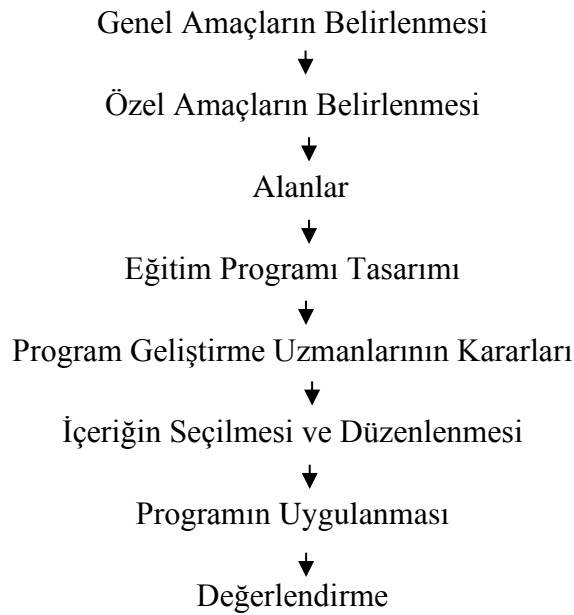 Genel Amaçların Belirlenmesi
Özel Amaçların Belirlenmesi
Alanlar
Eğitim Programı Tasarımı
Program Geliştirme Uzmanlarının Kararları
İçeriğin Seçilmesi ve Düzenlenmesi
Programın Uygulanması
Değerlendirme